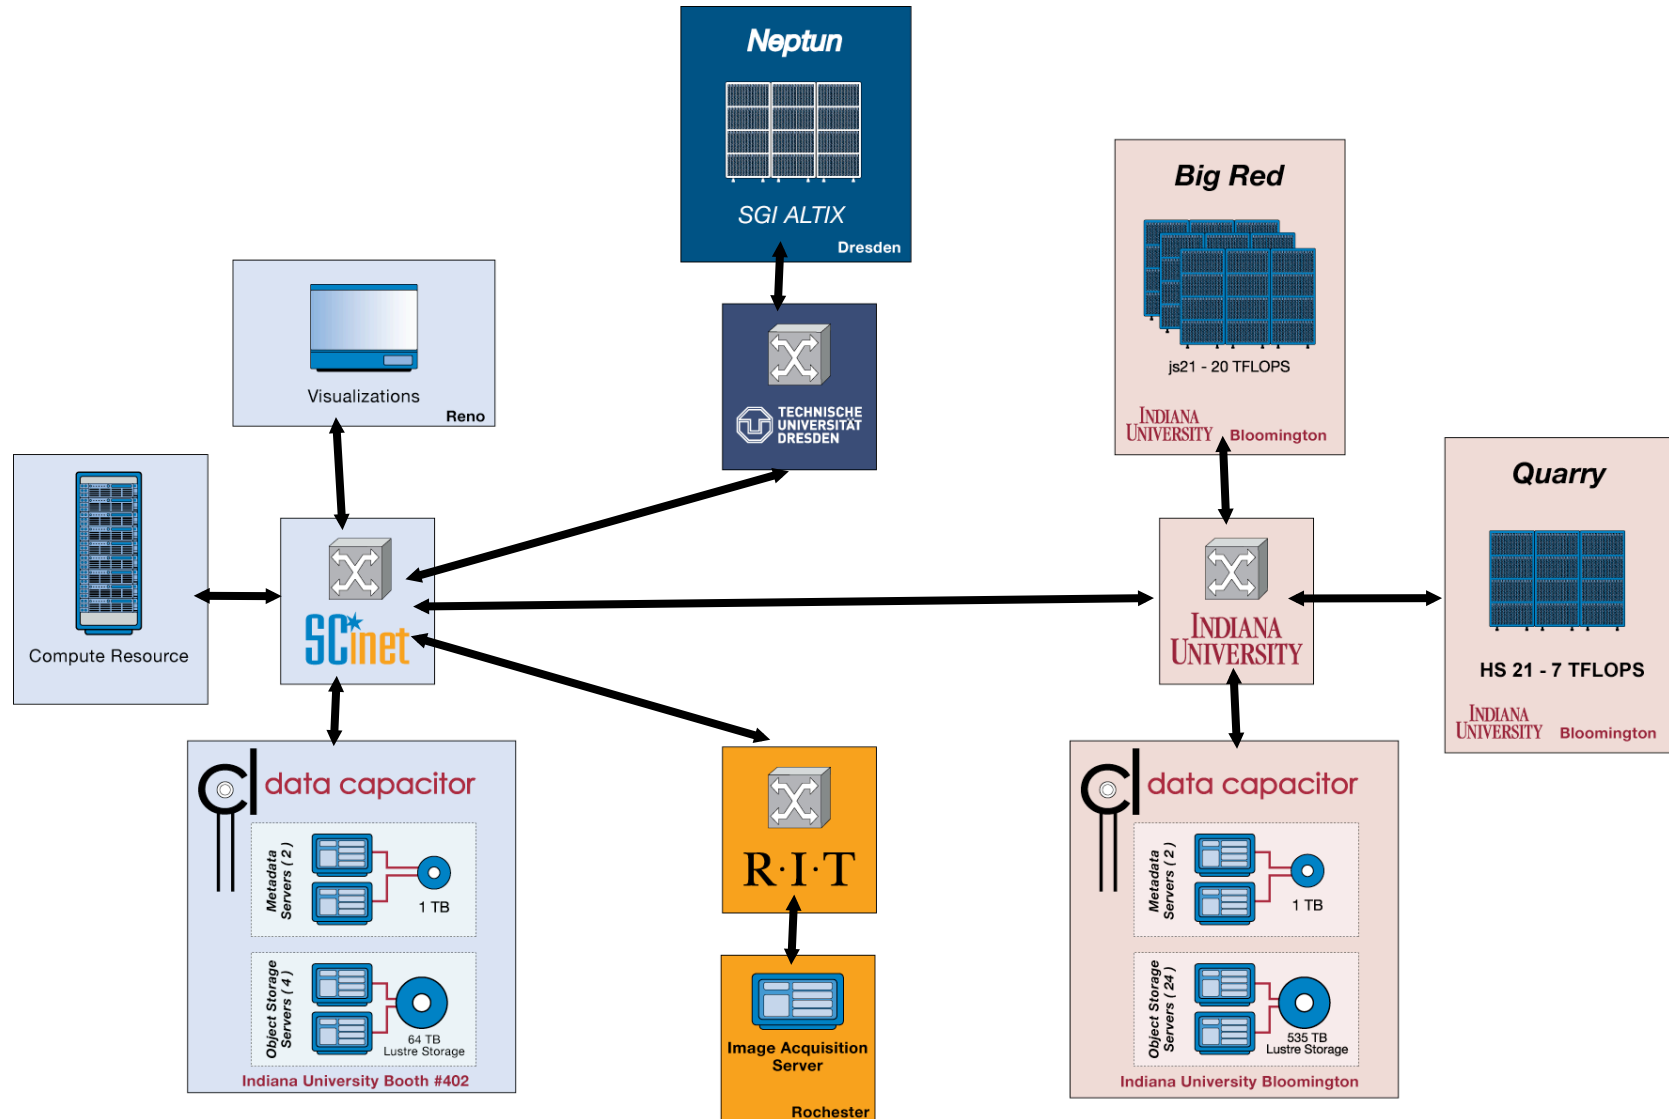 Neptun
SGI ALTIX
Dresden
Big Red
js21 - 20 TFLOPS
INDIANA
UNIVERSITY
Bloomington
Visualizations
Reno
TECHNISCHE
UNIVERSITÄT
DRESDEN
Quarry
HS 21 - 7 TFLOPS
INDIANA
UNIVERSITY
Bloomington
Compute Resource
SCinet
INDIANA
UNIVERSITY
data capacitor
Metadata
Servers ( 2 )
1 TB
Object Storage
Servers ( 4 )
64 TB
Lustre Storage
Indiana University Booth #402
R·I·T
Image Acquisition
Server
Rochester
data capacitor
Metadata
Servers ( 2 )
1 TB
Object Storage
Servers ( 24 )
535 TB
Lustre Storage
Indiana University Bloomington